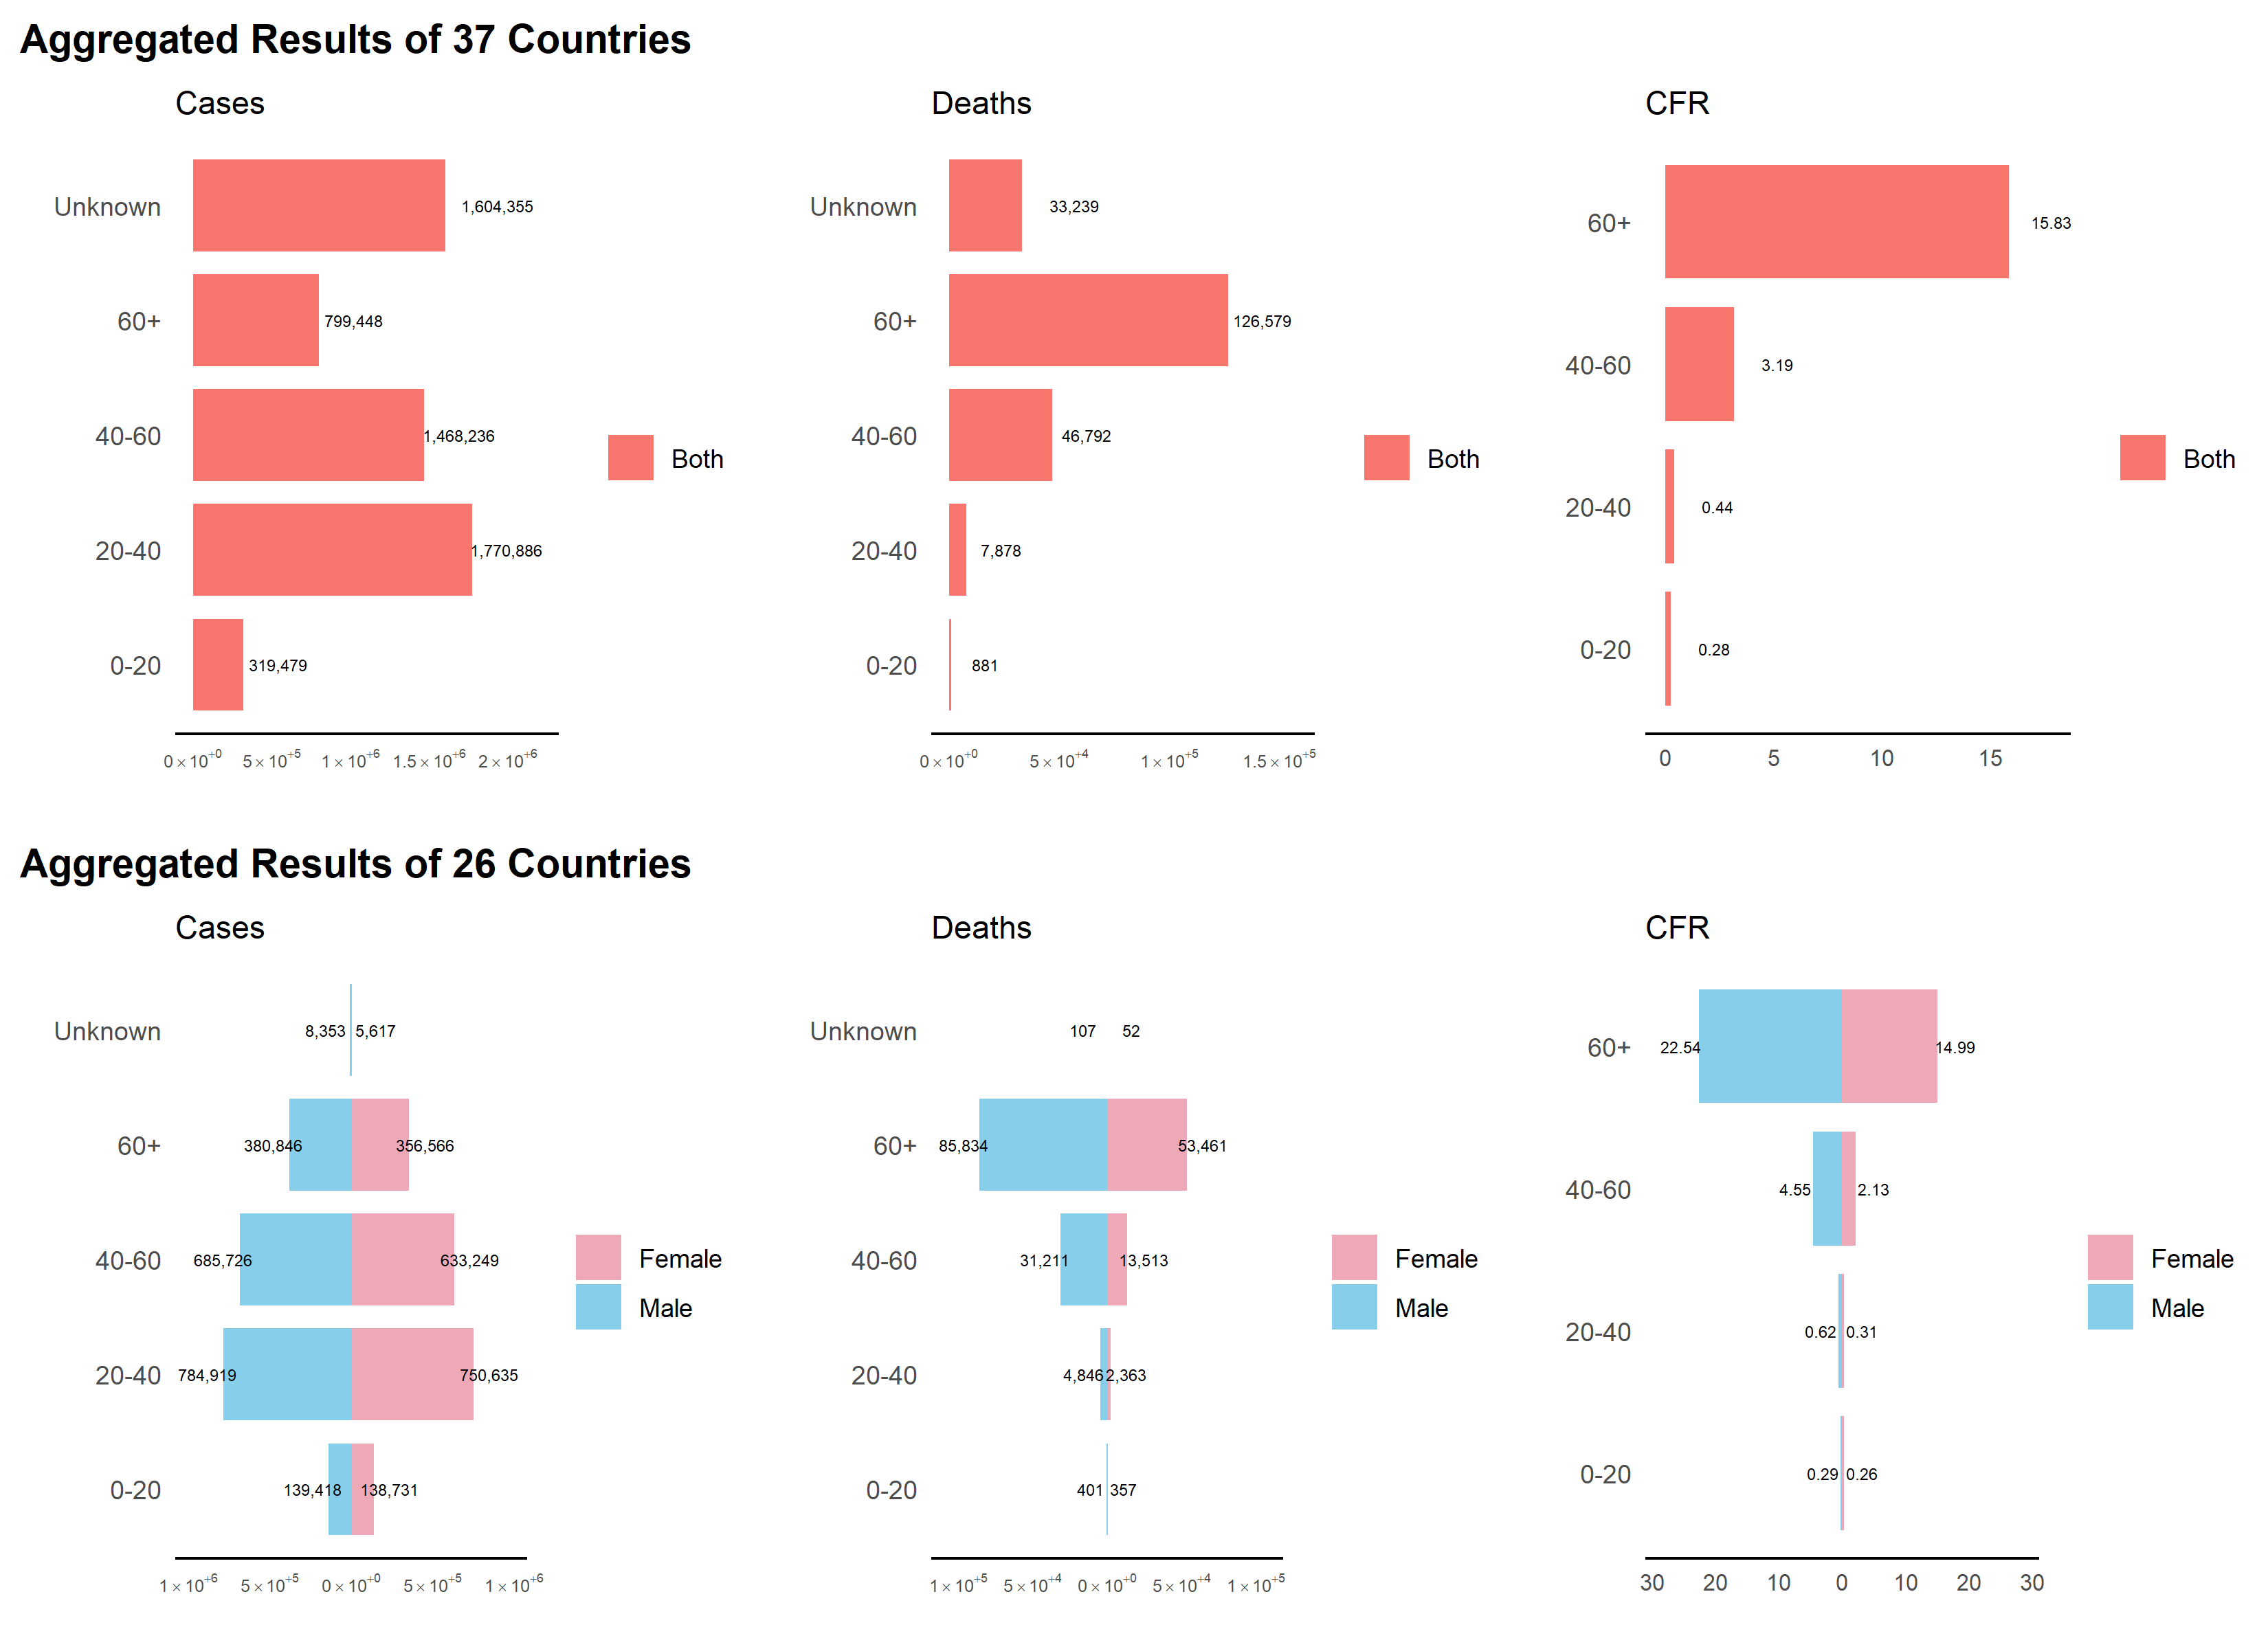 Aggregated Results of 37 Countries
Cases
Unknown 1,604,355
60+ 799,448
40-60 1,468,236
20-40 1,770,886
0-20 319,479
0×10⁺⁰ 5×10⁺⁵ 1×10⁺⁶ 1.5×10⁺⁶ 2×10⁺⁶
Both
Deaths
Unknown 33,239
60+ 126,579
40-60 46,792
20-40 7,878
0-20 881
0×10⁺⁰ 5×10⁺⁴ 1×10⁺⁵ 1.5×10⁺⁵
Both
CFR
60+ 15.83
40-60 3.19
20-40 0.44
0-20 0.28
0 5 10 15
Both
Aggregated Results of 26 Countries
Cases
Unknown 8,353 5,617
60+ 380,846 356,566
40-60 685,726 633,249
20-40 784,919 750,635
0-20 139,418 138,731
1×10⁺⁶ 5×10⁺⁵ 0×10⁺⁰ 5×10⁺⁵ 1×10⁺⁶
Female
Male
Deaths
Unknown 107 52
60+ 85,834 53,461
40-60 31,211 13,513
20-40 4,846 2,363
0-20 401 357
1×10⁺⁵ 5×10⁺⁴ 0×10⁺⁰ 5×10⁺⁴ 1×10⁺⁵
Female
Male
CFR
60+ 22.54 14.99
40-60 4.55 2.13
20-40 0.62 0.31
0-20 0.29 0.26
30 20 10 0 10 20 30
Female
Male